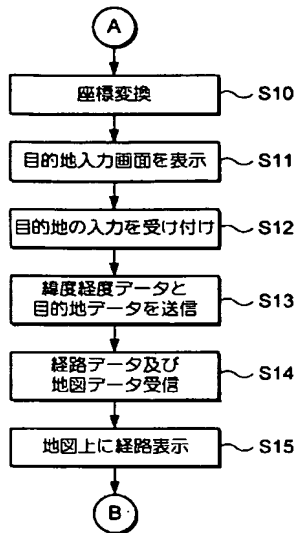 A
座標変換
S10
目的地入力画面を表示
S11
目的地の入力を受け付け
S12
緯度経度データと
目的地データを送信
S13
経路データ及び
地図データ受信
S14
地図上に経路表示
S15
B